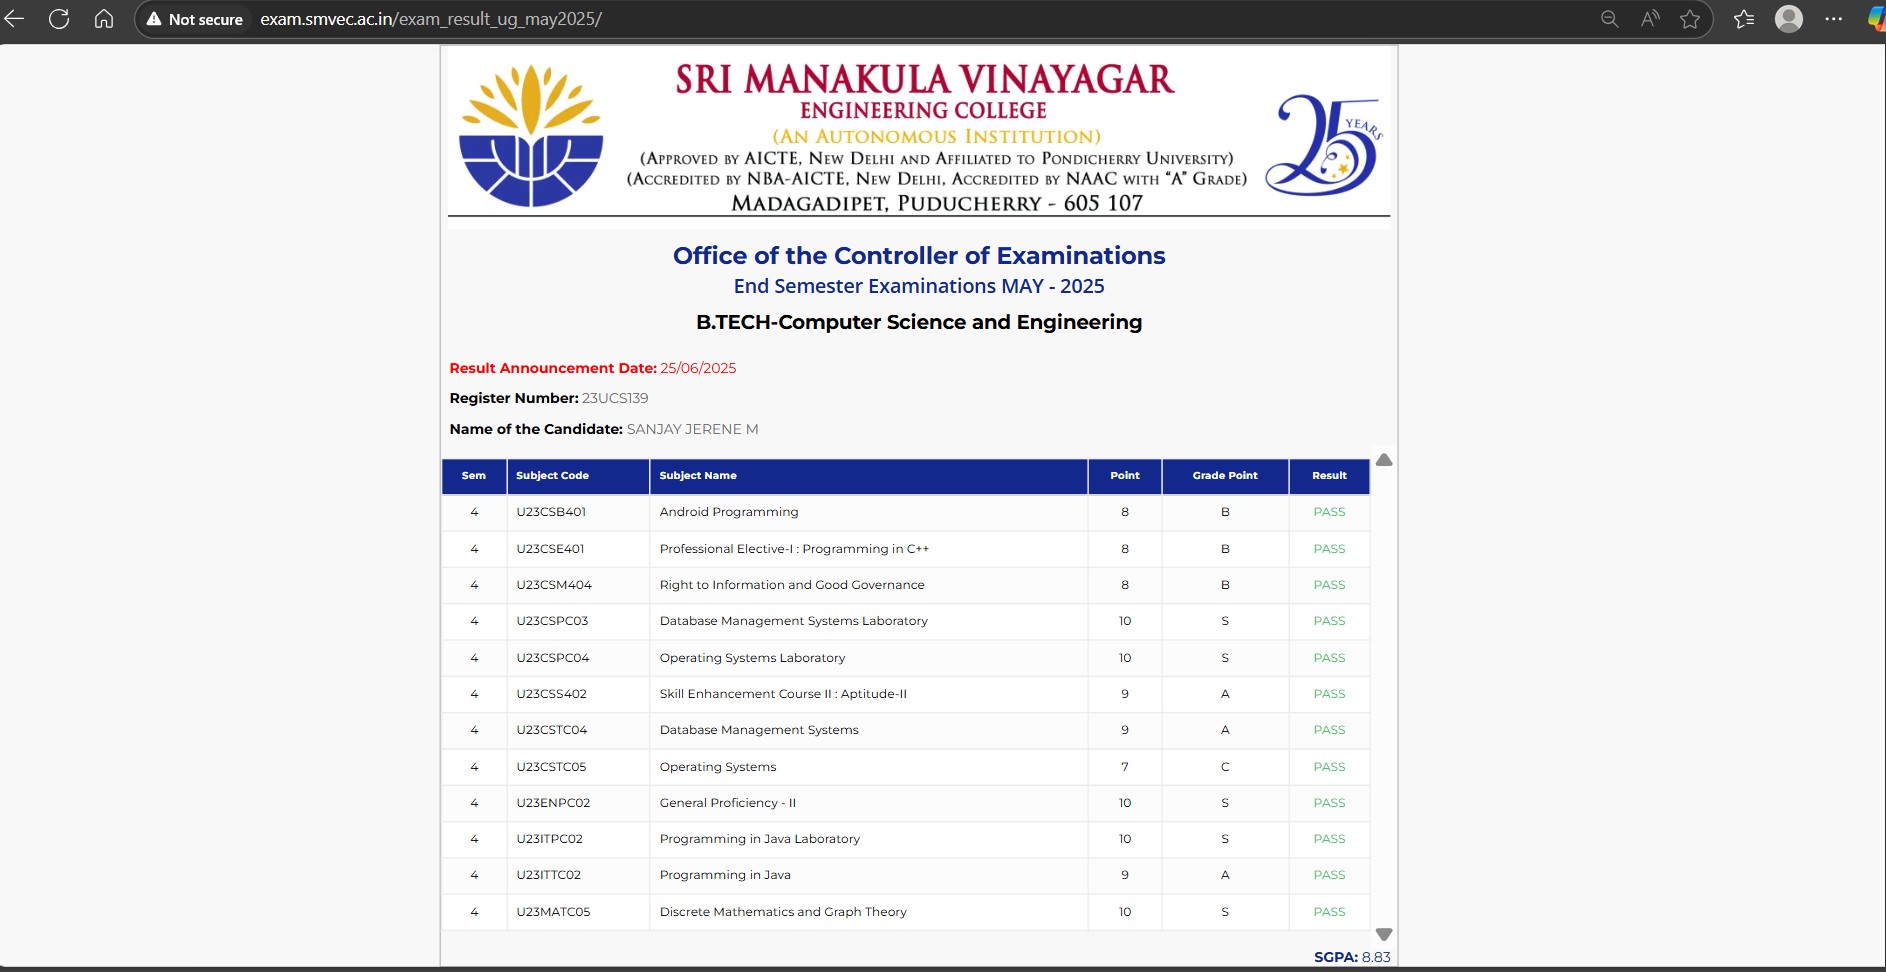 Not secure exam.smvec.ac.in/exam_result_ug_may2025/
SRI MANAKULA VINAYAGAR
ENGINEERING COLLEGE
(AN AUTONOMOUS INSTITUTION)
(APPROVED BY AICTE, NEW DELHI AND AFFILIATED TO PONDICHERRY UNIVERSITY)
(ACCREDITED BY NBA-AICTE, NEW DELHI, ACCREDITED BY NAAC WITH “A” GRADE)
MADAGADIPET, PUDUCHERRY - 605 107
25 YEARS
Office of the Controller of Examinations
End Semester Examinations MAY - 2025
B.TECH-Computer Science and Engineering
Result Announcement Date: 25/06/2025
Register Number: 23UCS139
Name of the Candidate: SANJAY JERENE M
Sem Subject Code Subject Name Point Grade Point Result
4 U23CSB401 Android Programming 8 B PASS
4 U23CSE401 Professional Elective-I : Programming in C++ 8 B PASS
4 U23CSM404 Right to Information and Good Governance 8 B PASS
4 U23CSPC03 Database Management Systems Laboratory 10 S PASS
4 U23CSPC04 Operating Systems Laboratory 10 S PASS
4 U23CSS402 Skill Enhancement Course II : Aptitude-II 9 A PASS
4 U23CSTC04 Database Management Systems 9 A PASS
4 U23CSTC05 Operating Systems 7 C PASS
4 U23ENPC02 General Proficiency - II 10 S PASS
4 U23ITPC02 Programming in Java Laboratory 10 S PASS
4 U23ITTC02 Programming in Java 9 A PASS
4 U23MATC05 Discrete Mathematics and Graph Theory 10 S PASS
SGPA: 8.83